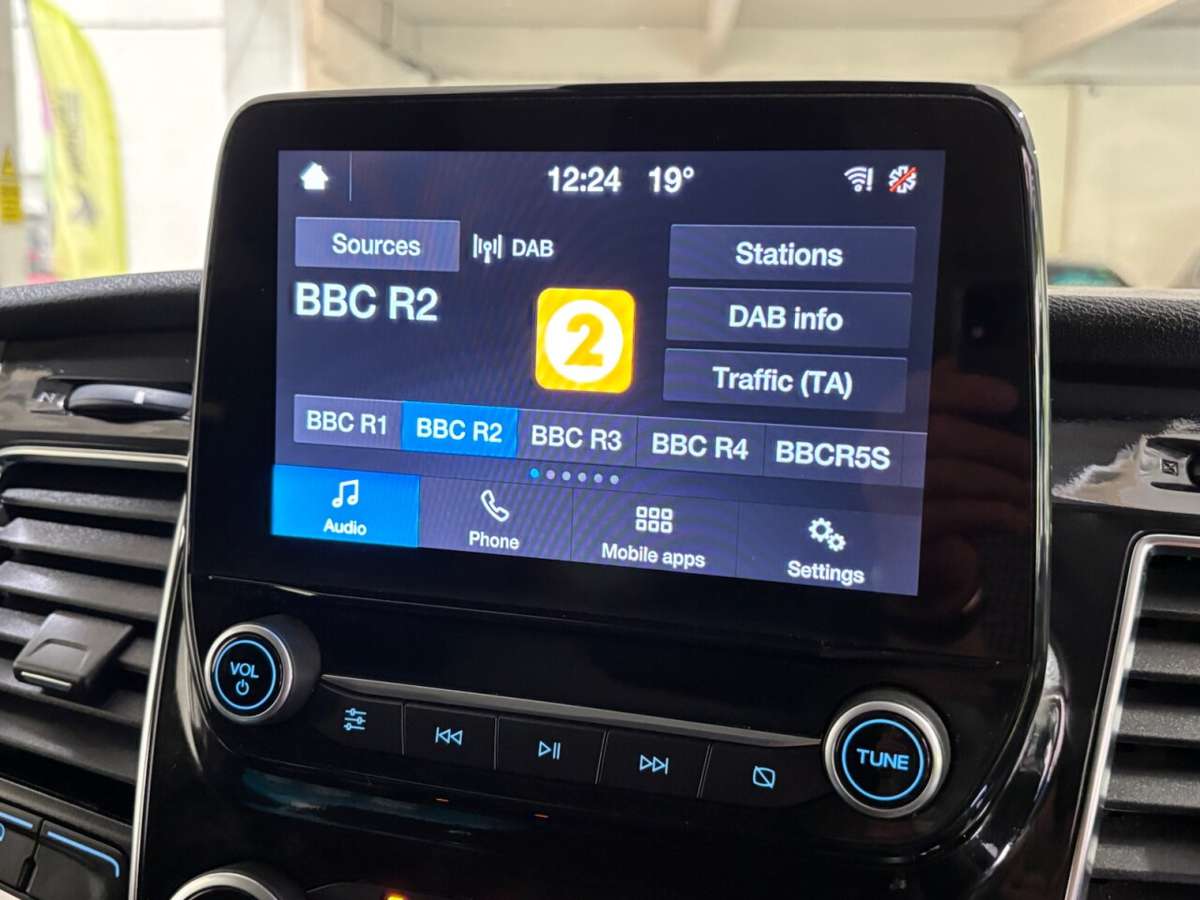 12:24 19°
Sources DAB
BBC R2
2
Stations
DAB info
Traffic (TA)
BBC R1 BBC R2 BBC R3 BBC R4 BBCR5S
Audio Phone Mobile apps Settings
VOL
TUNE
N